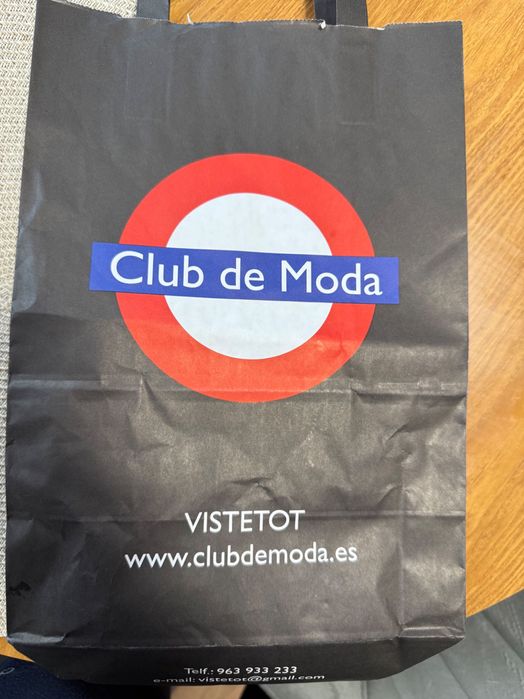 Club de Moda
VISTETOT
www.clubdemoda.es
Telf.: 963 933 233
e-mail: vistetot@gmail.com